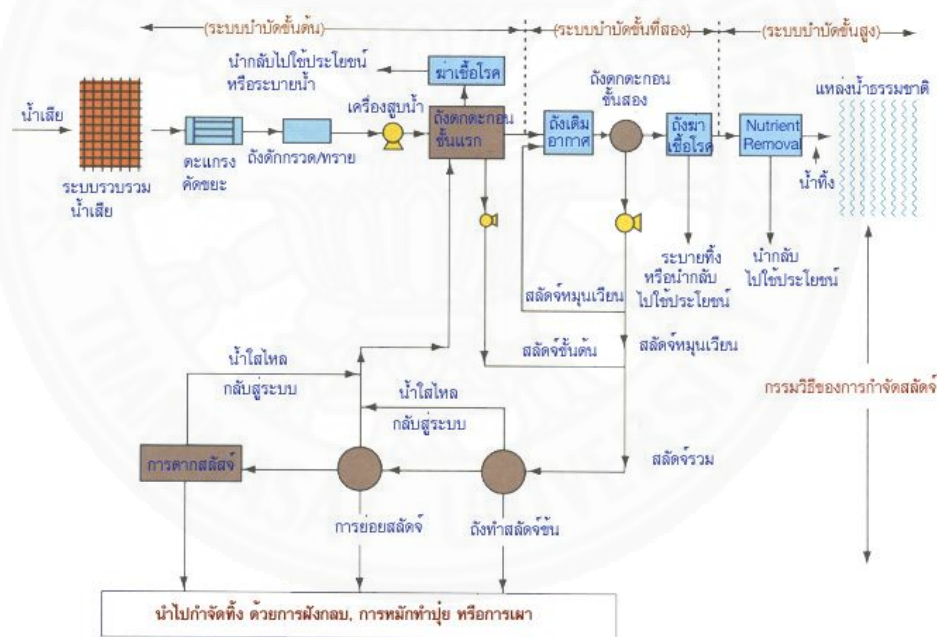 (ระบบบำบัดขั้นต้น)
(ระบบบำบัดขั้นที่สอง)
(ระบบบำบัดขั้นสูง)
นำกลับไปใช้ประโยชน์
หรือระบายน้ำ
ฆ่าเชื้อโรค
ถังตกตะกอน
ขั้นสอง
แหล่งน้ำธรรมชาติ
น้ำเสีย
เครื่องสูบน้ำ
ถังตกตะกอน
ขั้นแรก
ถังเติม
อากาศ
ถังฆา
เชื้อโรค
Nutrient
Removal
ตะแกรง
คัดขยะ
ถังดักกรวด/ทราย
น้ำทิ้ง
ระบบรวบรวม
น้ำเสีย
ระบายทิ้ง
หรือนำกลับ
ไปใช้ประโยชน์
นำกลับ
ไปใช้ประโยชน์
สลัดจ์หมุนเวียน
สลัดจ์หมุนเวียน
สลัดจ์ขั้นต้น
น้ำใสไหล
กลับสู่ระบบ
น้ำใสไหล
กลับสู่ระบบ
กรรมวิธีของการกำจัดสลัดจ์
การตากสลัสจ์
สลัดจ์รวม
การย่อยสลัดจ์
ถังทำสลัดจ์ข้น
นำไปกำจัดทิ้ง ด้วยการฝังกลบ, การหมักทำปุ๋ย หรือการเผา